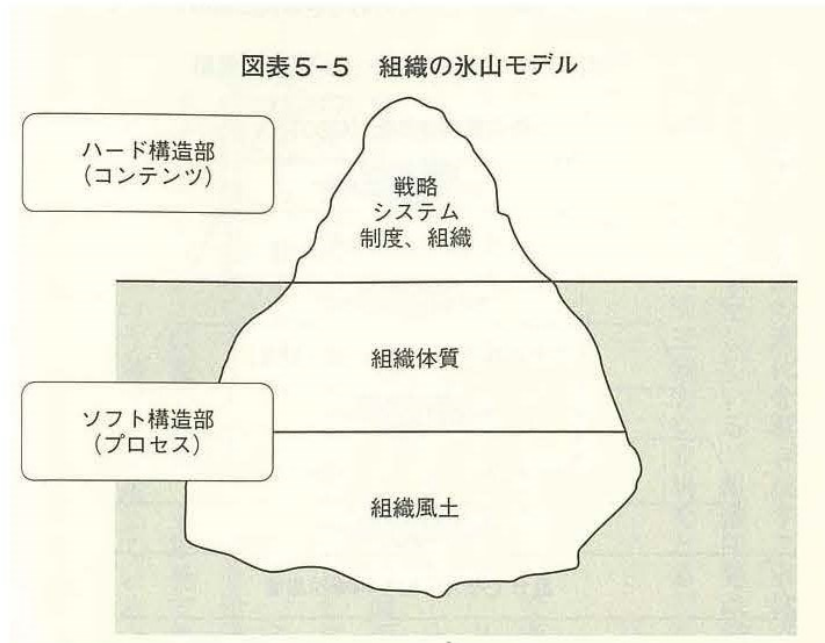 図表5-5 組織の氷山モデル
ハード構造部
(コンテンツ)
戦略
システム
制度、組織
組織体質
ソフト構造部
(プロセス)
組織風土